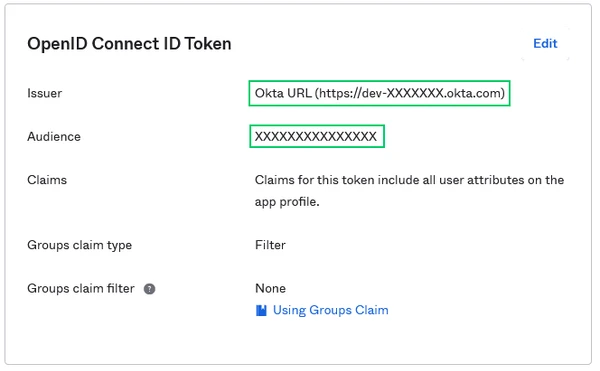 OpenID Connect ID Token
Edit
Issuer
Okta URL (https://dev-XXXXXXX.okta.com)
Audience
XXXXXXXXXXXXXXX
Claims
Claims for this token include all user attributes on the
app profile.
Groups claim type
Filter
Groups claim filter ?
None
Using Groups Claim